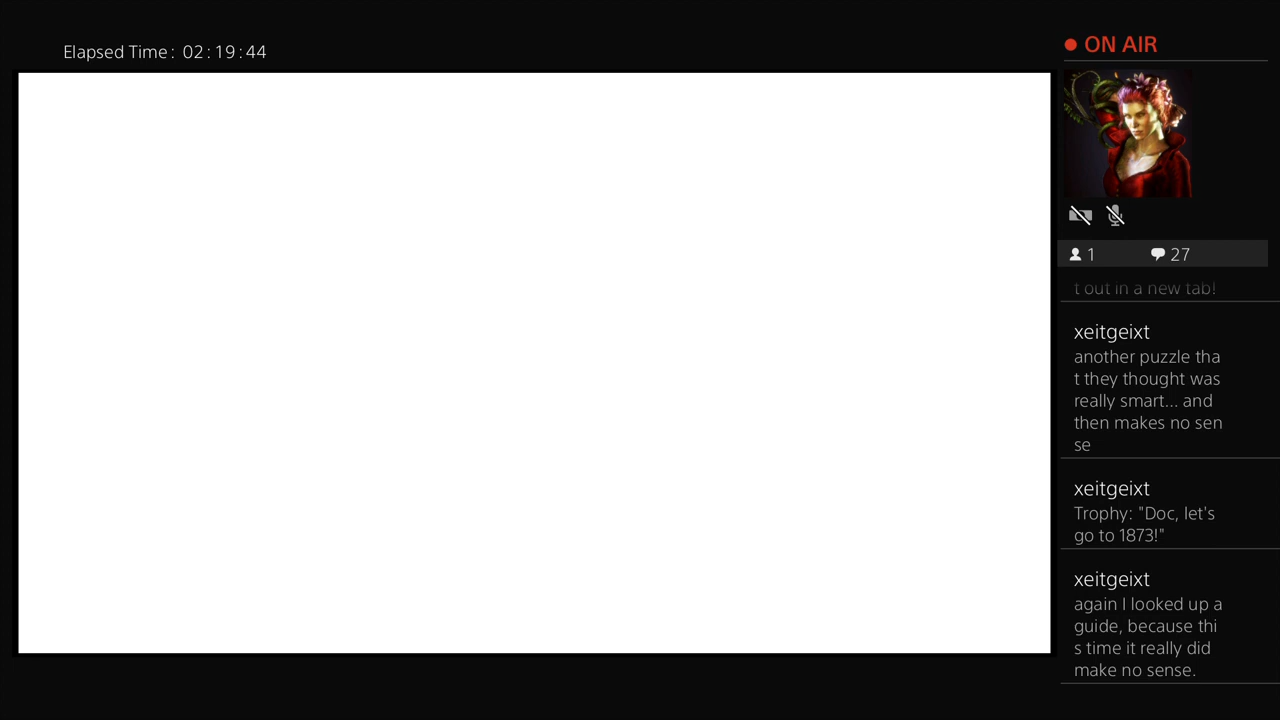 Elapsed Time: 02:19:44
ON AIR
1
27
t out in a new tab!
xeitgeixt
another puzzle tha
t they thought was
really smart... and
then makes no sen
se
xeitgeixt
Trophy: "Doc, let's
go to 1873!"
xeitgeixt
again I looked up a
guide, because thi
s time it really did
make no sense.